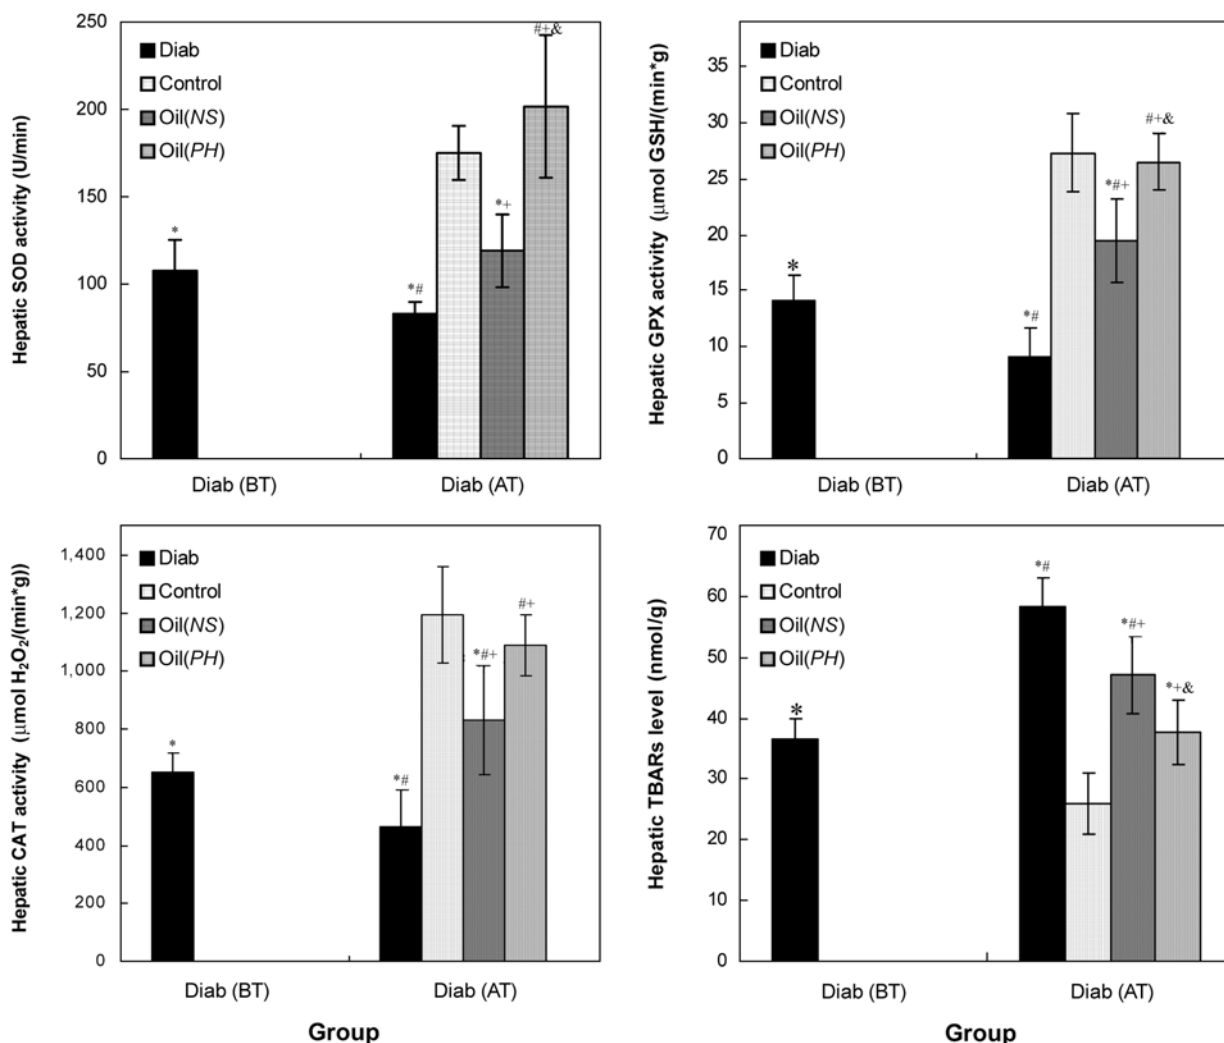 Hepatic SOD activity (U/min)
250
200
150
100
50
0
Diab
Control
Oil(NS)
Oil(PH)
*
*#
*+
#+&
Diab (BT)
Diab (AT)
Hepatic GPX activity (μmol GSH/(min*g)
35
30
25
20
15
10
5
0
Diab
Control
Oil(NS)
Oil(PH)
*
*#
*#+
#+&
Diab (BT)
Diab (AT)
Hepatic CAT activity (μmol H₂O₂/(min*g))
1,400
1,200
1,000
800
600
400
200
0
Diab
Control
Oil(NS)
Oil(PH)
*
*#
*#+
#+
Diab (BT)
Diab (AT)
Group
Hepatic TBARs level (nmol/g)
70
60
50
40
30
20
10
0
Diab
Control
Oil(NS)
Oil(PH)
*
*#
*#+
*+&
Diab (BT)
Diab (AT)
Group